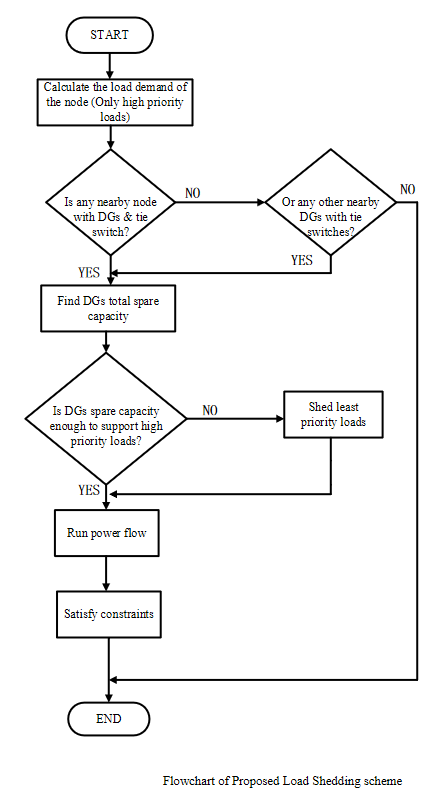 START
Calculate the load demand of
the node (Only high priority
loads)
Is any nearby node
with DGs & tie
switch?
NO
Or any other nearby
DGs with tie
switches?
NO
YES
YES
Find DGs total spare
capacity
Is DGs spare capacity
enough to support high
priority loads?
NO
Shed least
priority loads
YES
Run power flow
Satisfy constraints
END
Flowchart of Proposed Load Shedding scheme